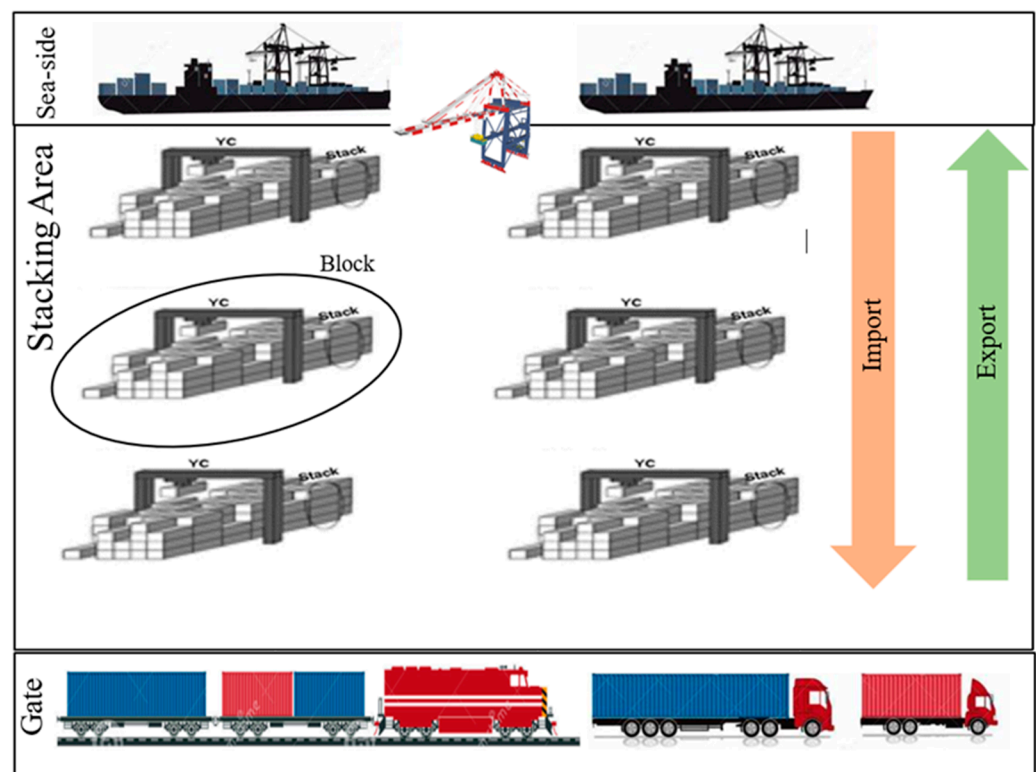 Sea-side
Stacking Area
YC
Stack
YC
Stack
Block
YC
Stack
YC
Stack
YC
Stack
YC
Stack
Import
Export
Gate